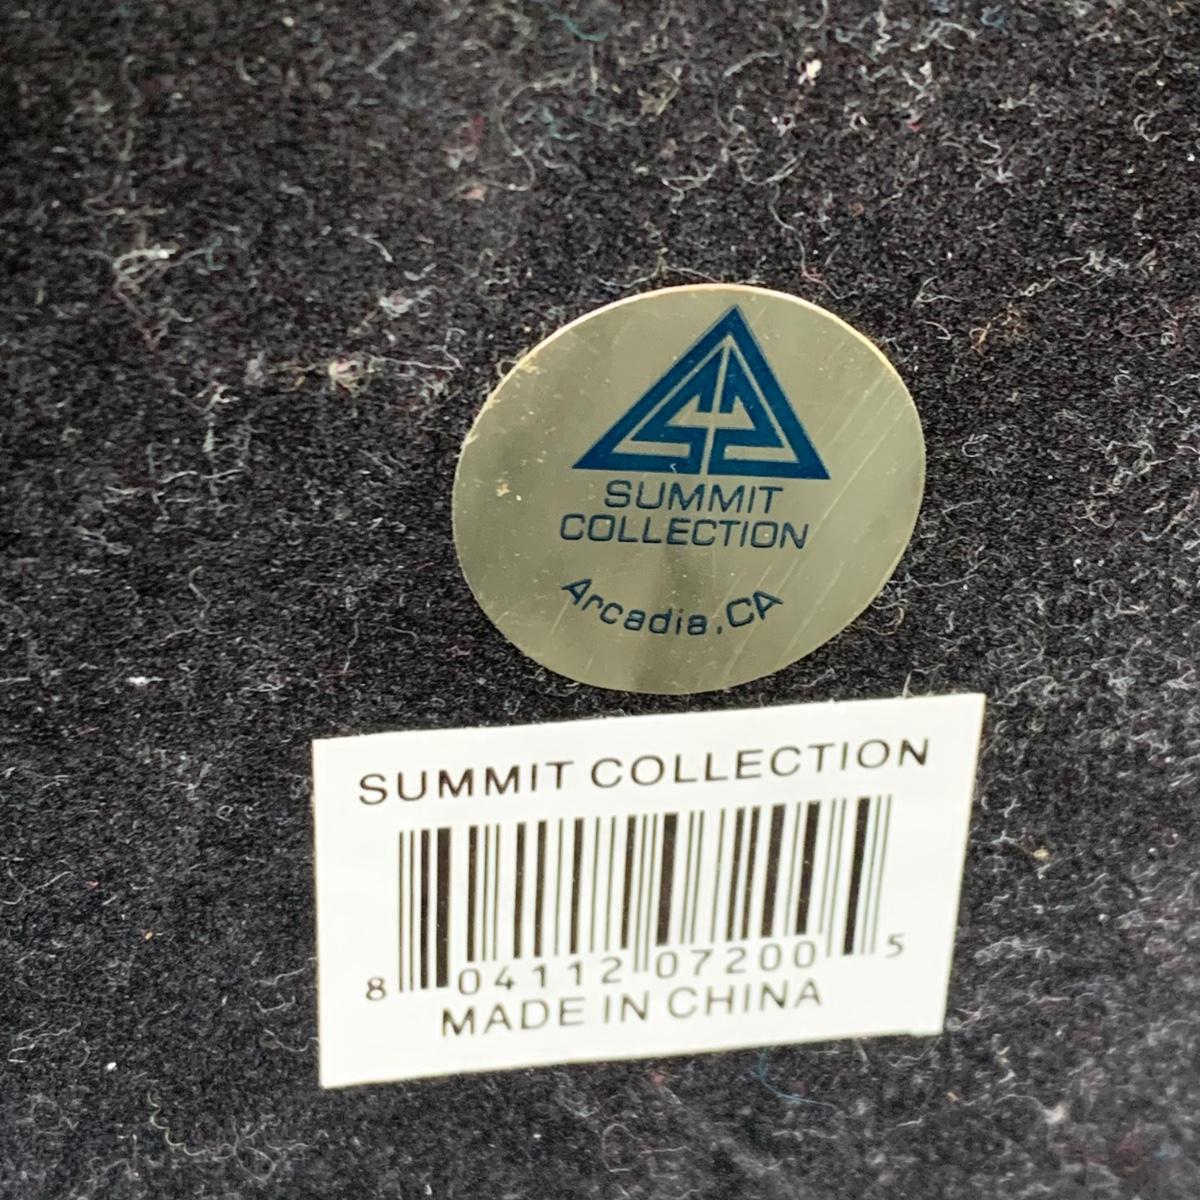 SUMMIT
COLLECTION
Arcadia, CA
SUMMIT COLLECTION
8 04112 07200 5
MADE IN CHINA